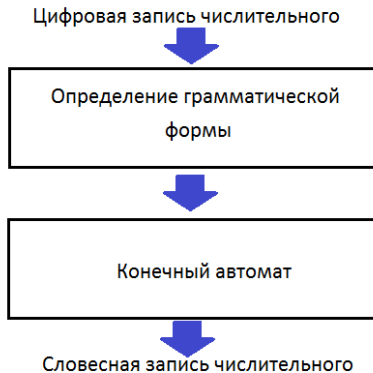 Цифровая запись числительного
Определение грамматической
формы
Конечный автомат
Словесная запись числительного